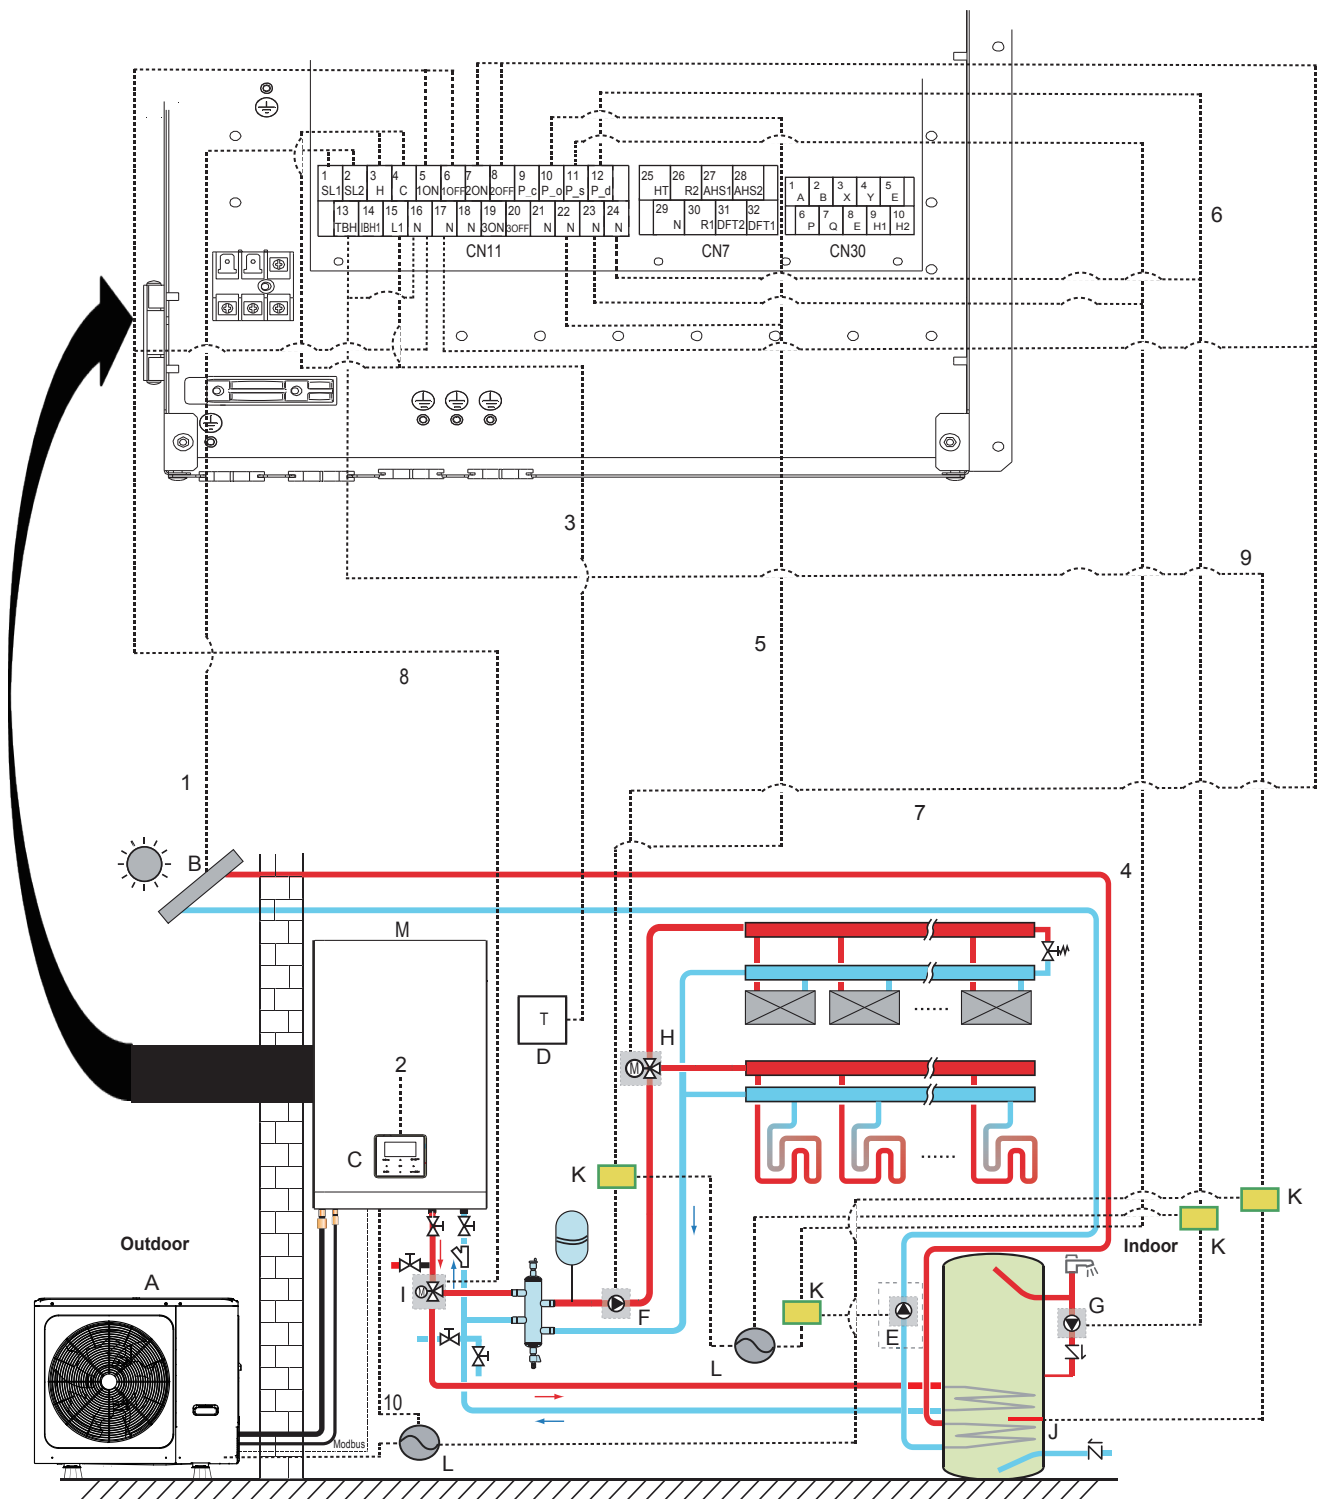 1 2 3 4 5 6 7 8 9 10 11 12
SL1 SL2 H C 1ON 1OFF 2ON 2OFF P_c P_o P_s P_d
13 14 15 16 17 18 19 20 21 22 23 24
TBH IBH1 L1 N N N 3ON 3OFF N N N N
CN11
25 26 27 28
HT R2 AHS1 AHS2
29 30 31 32
N R1 DFT2 DFT1
CN7
1 2 3 4 5
A B X Y E
6 7 8 9 10
P Q E H1 H2
CN30
6
3
9
5
8
1
7
B
4
M
T
D
H
2
C
K
K
K
Outdoor
Indoor
A
I
K
F
E
G
L
10
J
Modbus
L